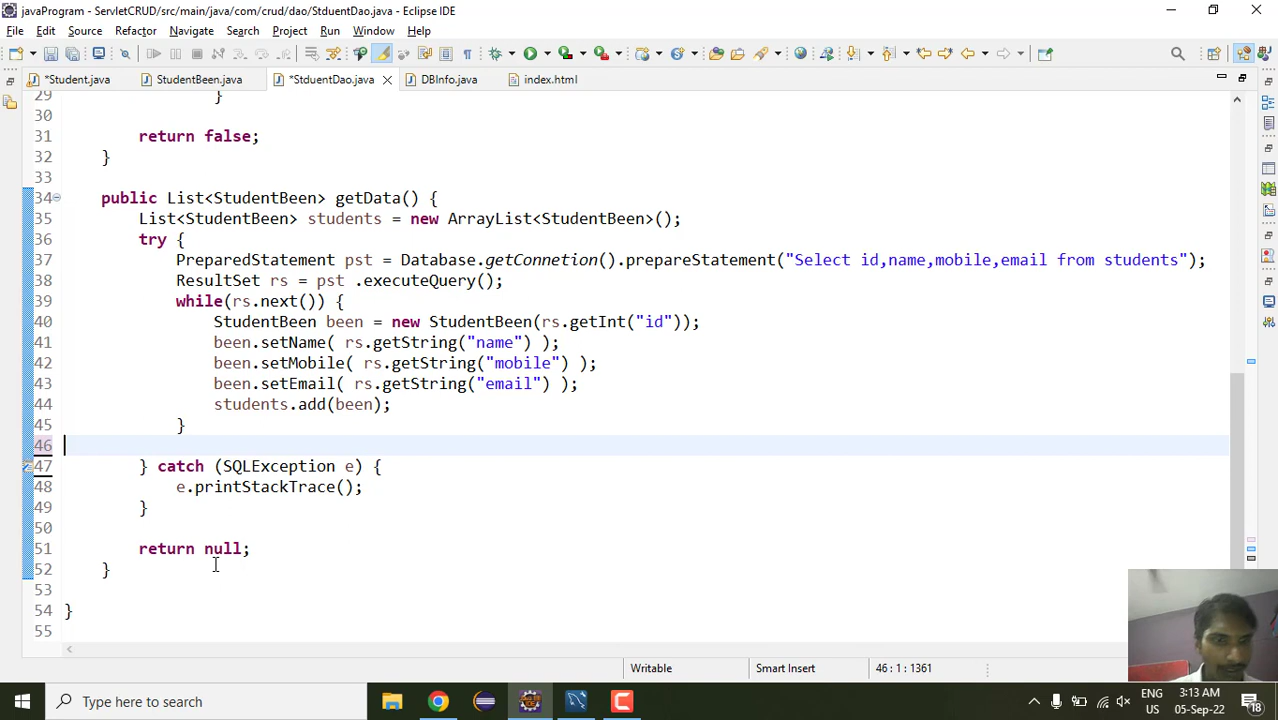 javaProgram - ServletCRUD/src/main/java/com/crud/dao/StduentDao.java - Eclipse IDE
File Edit Source Refactor Navigate Search Project Run Window Help
*Student.java StudentBeen.java *StduentDao.java DBInfo.java index.html
29 }
30
31 return false;
32 }
33
34 public List<StudentBeen> getData() {
35 List<StudentBeen> students = new ArrayList<StudentBeen>();
36 try {
37 PreparedStatement pst = Database.getConnetion().prepareStatement("Select id,name,mobile,email from students");
38 ResultSet rs = pst .executeQuery();
39 while(rs.next()) {
40 StudentBeen been = new StudentBeen(rs.getInt("id"));
41 been.setName( rs.getString("name") );
42 been.setMobile( rs.getString("mobile") );
43 been.setEmail( rs.getString("email") );
44 students.add(been);
45 }
46
47 } catch (SQLException e) {
48 e.printStackTrace();
49 }
50
51 return null;
52 }
53
54 }
55
Writable Smart Insert 46 : 1 : 1361
Type here to search
ENG US 3:13 AM 05-Sep-22 18